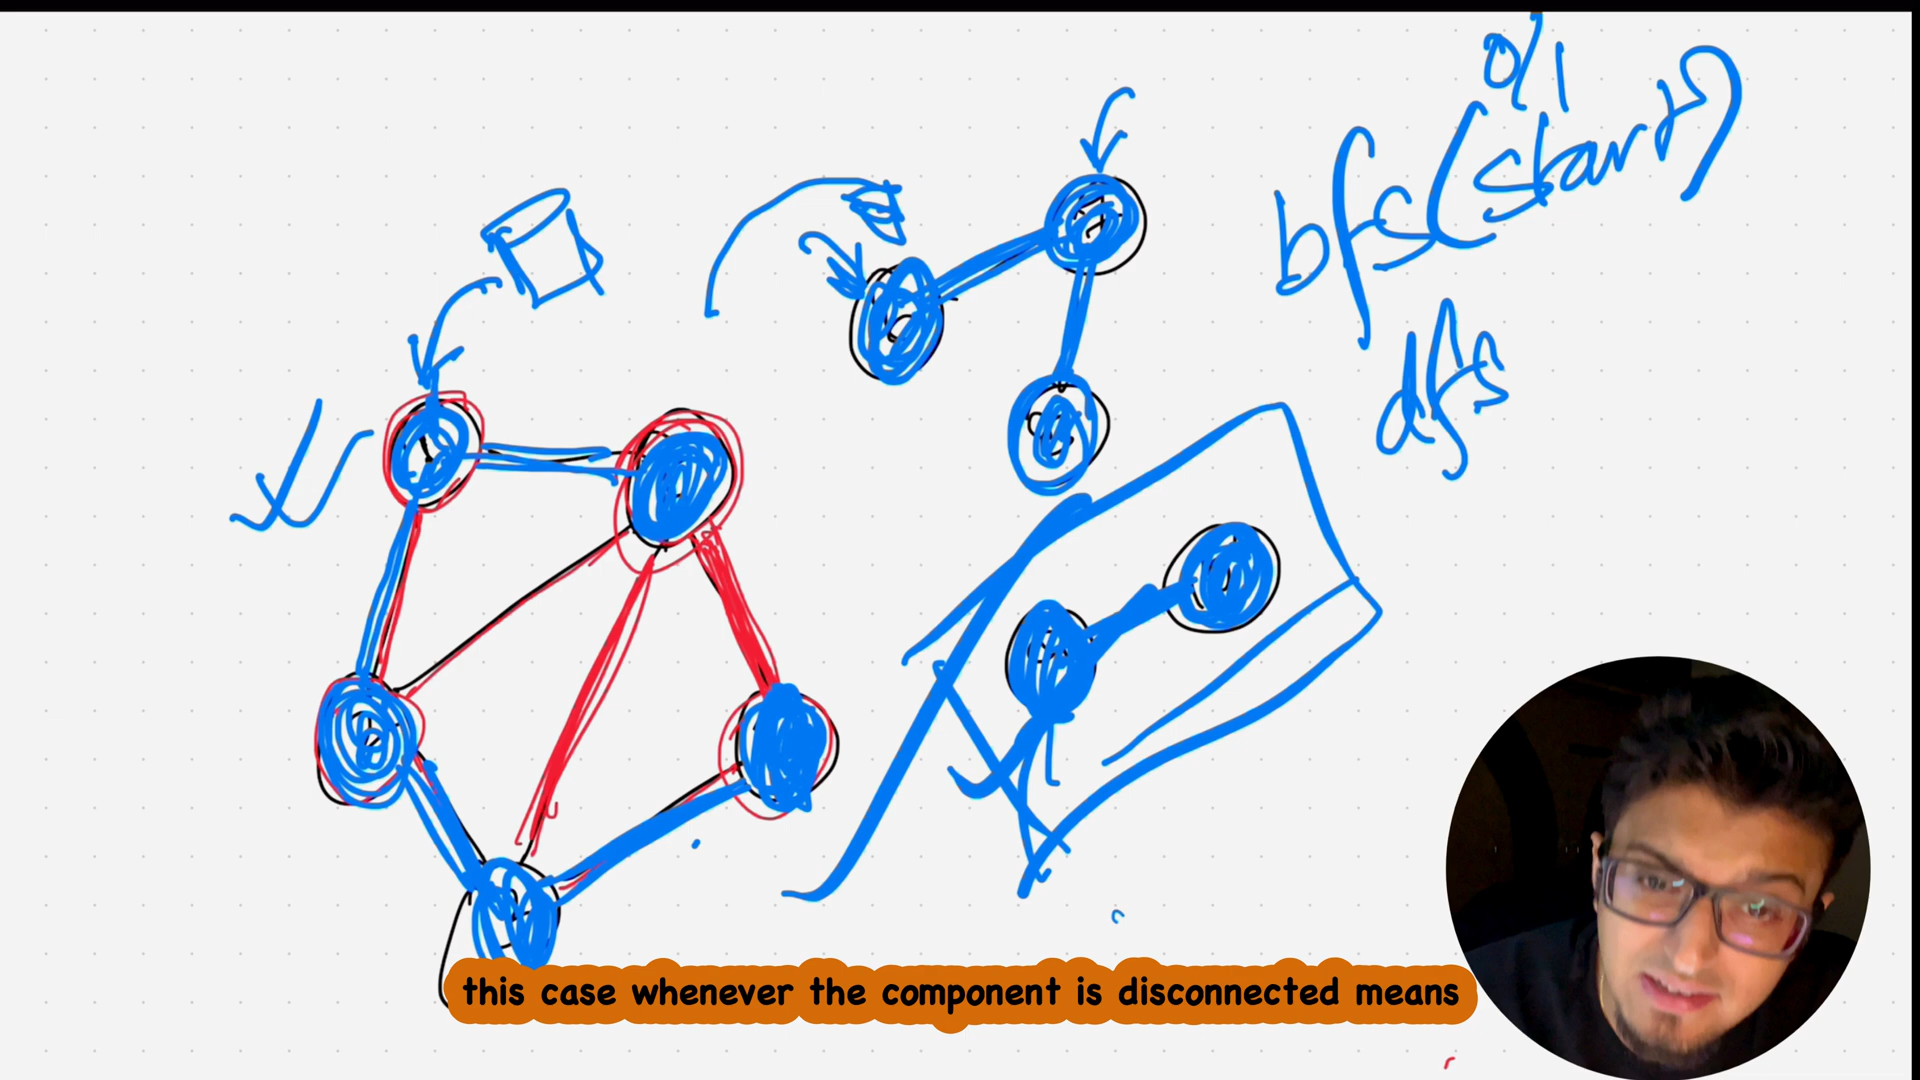 0/1
bfs(start)
dfs
this case whenever the component is disconnected means